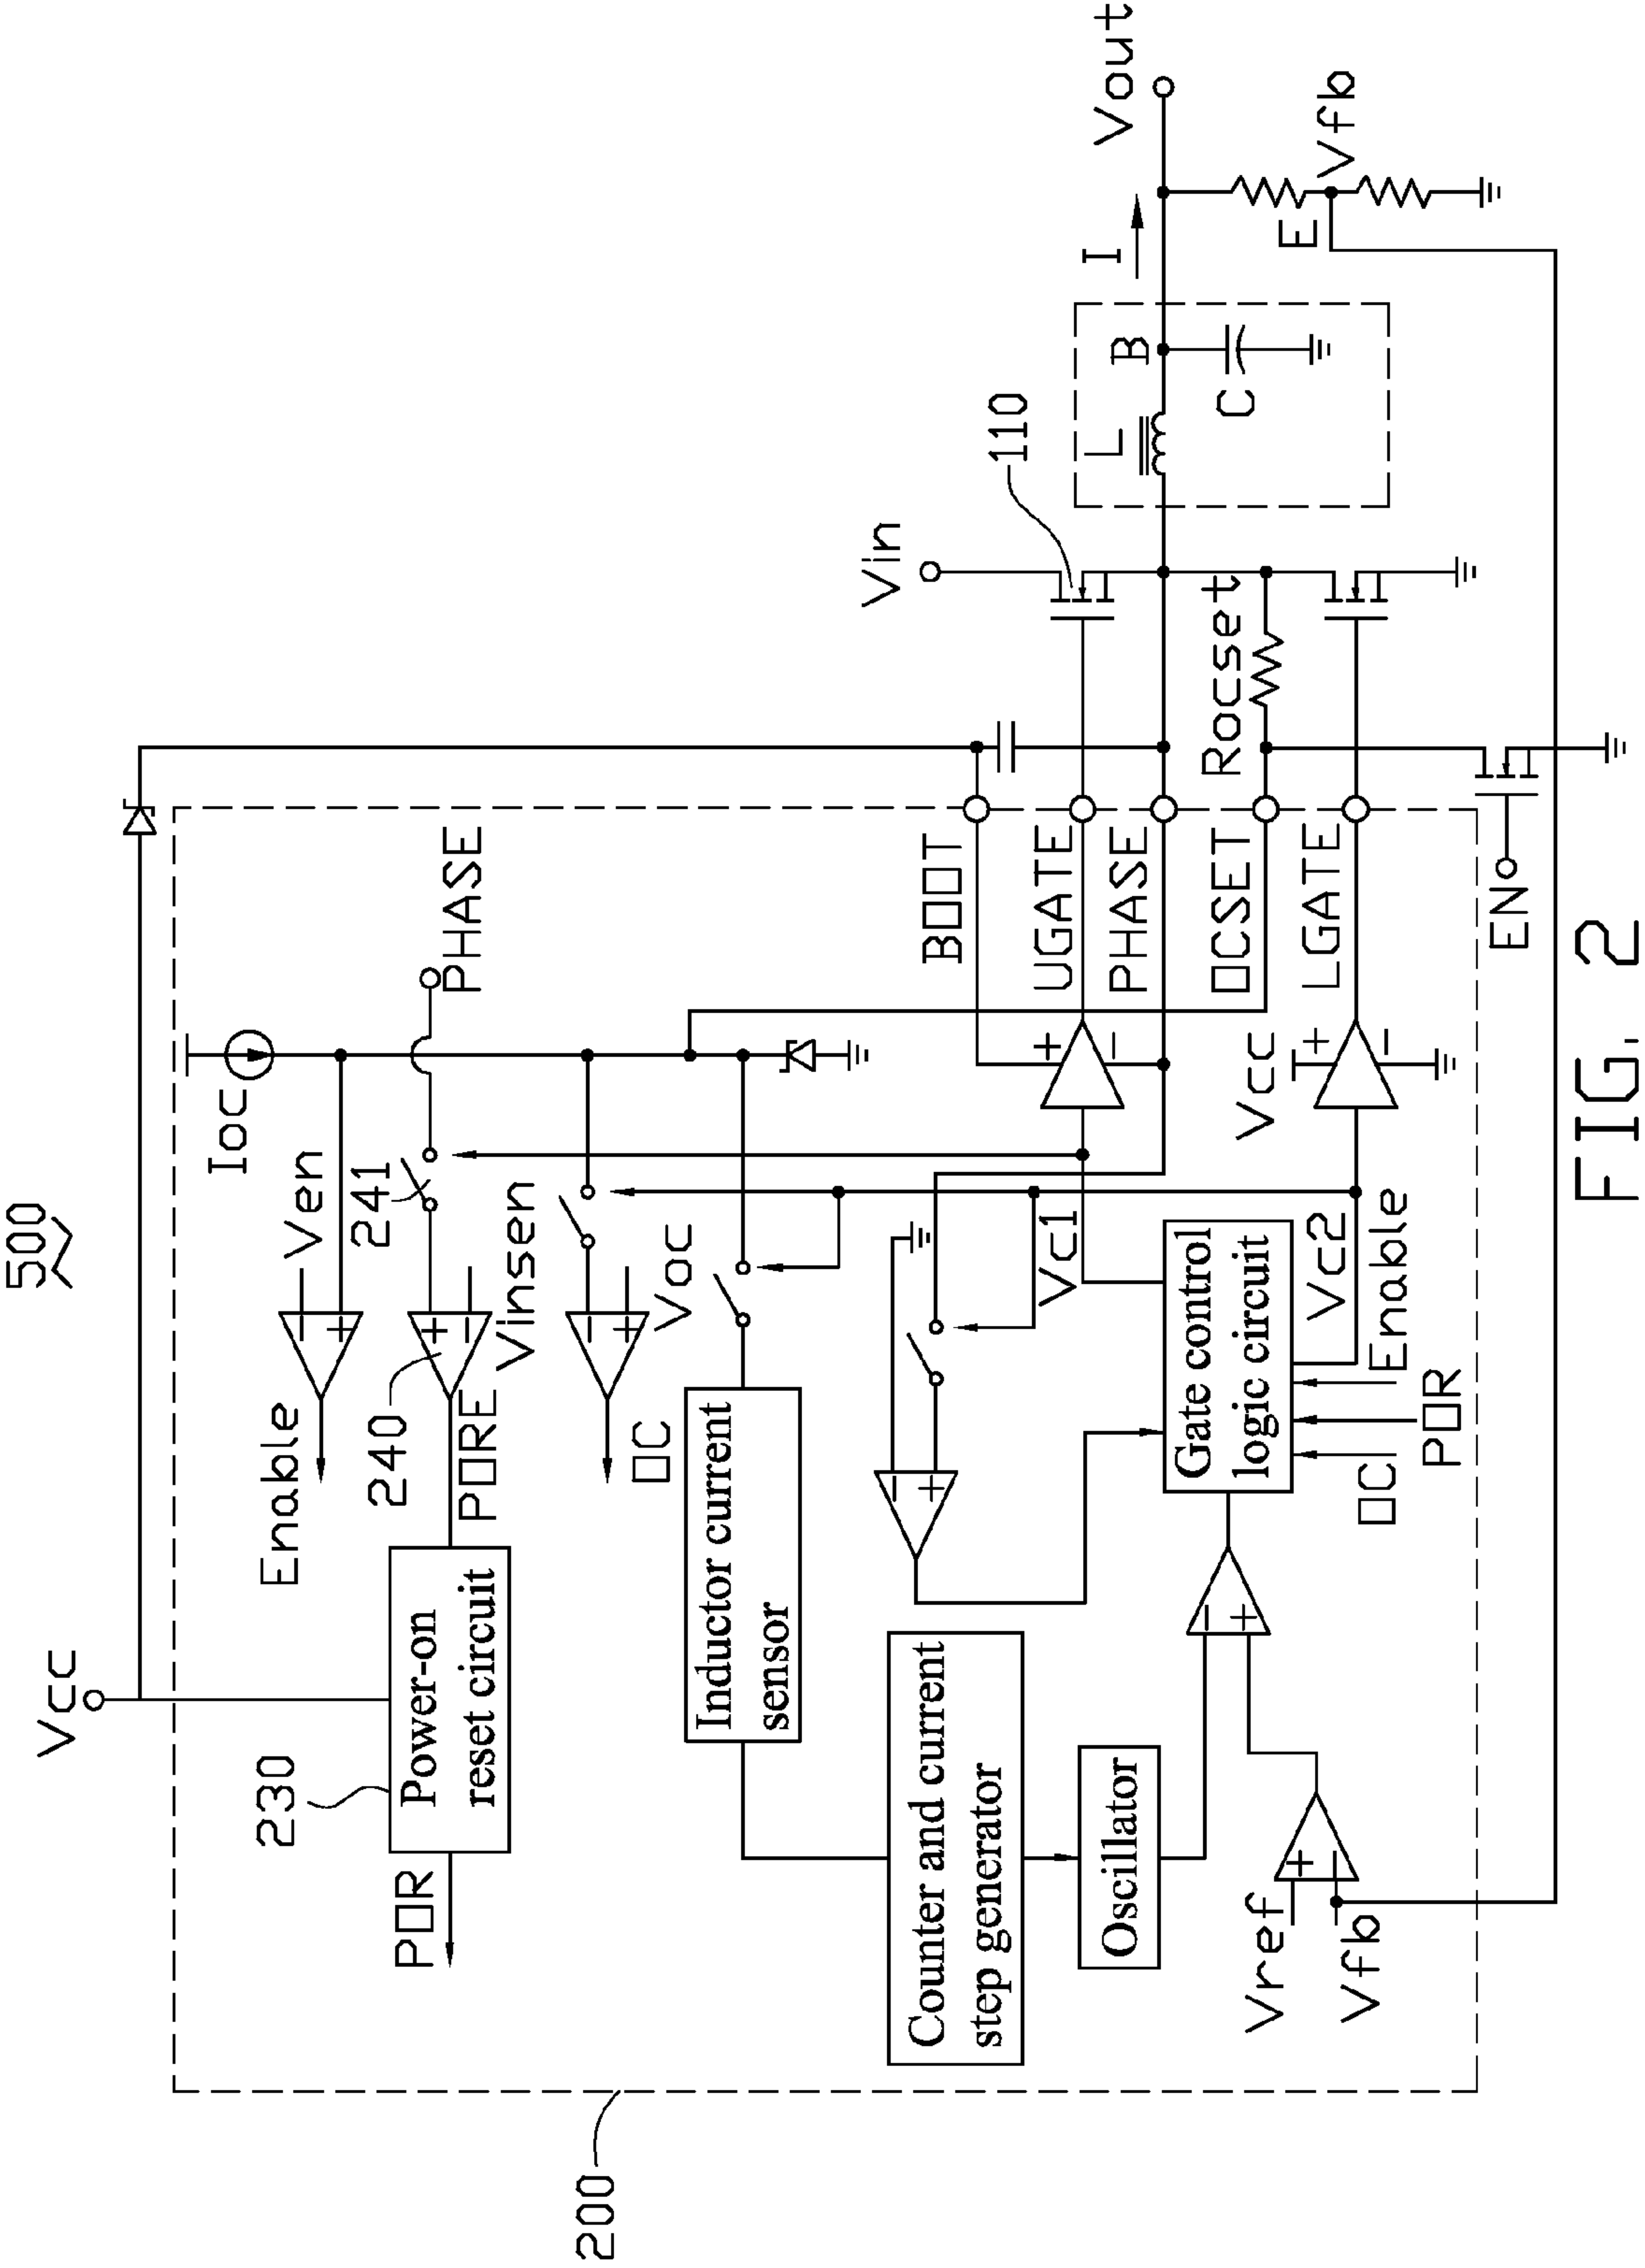 500
Vcc
230
Power-on
reset circuit
POR
PORE
240
Enable
Ven
241
Ioc
PHASE
Vinsen
OC
Voc
Inductor current
sensor
Counter and current
step generator
Oscillator
Vref
Vfb
Gate control
logic circuit
Vc1
Vc2
OC
POR
Enable
Vcc
BOOT
UGATE
PHASE
OCSET
LGATE
EN
Rocset
Vin
110
L
B
C
I
Vout
E
Vfb
200
FIG. 2